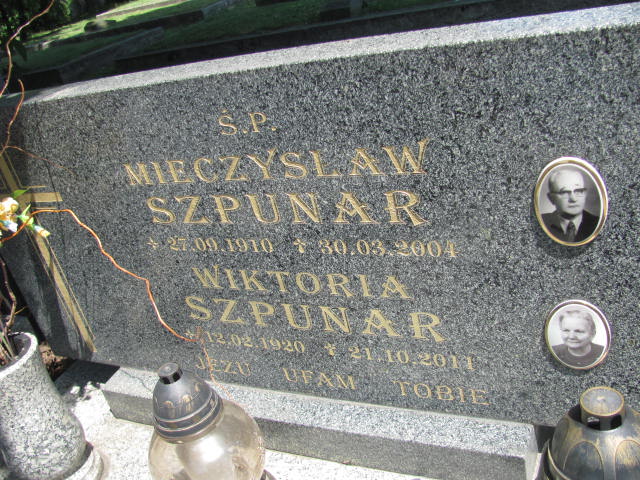 Ś.P.
MIECZYSŁAW
SZPUNAR
* 27.09.1910 † 30.03.2004
WIKTORIA
SZPUNAR
* 12.02.1920 † 21.10.2011
JEZU UFAM TOBIE